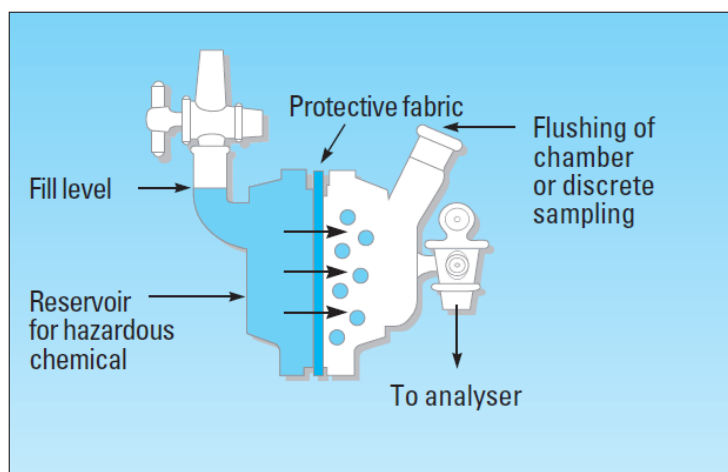 Protective fabric
Fill level
Flushing of
chamber
or discrete
sampling
Reservoir
for hazardous
chemical
To analyser